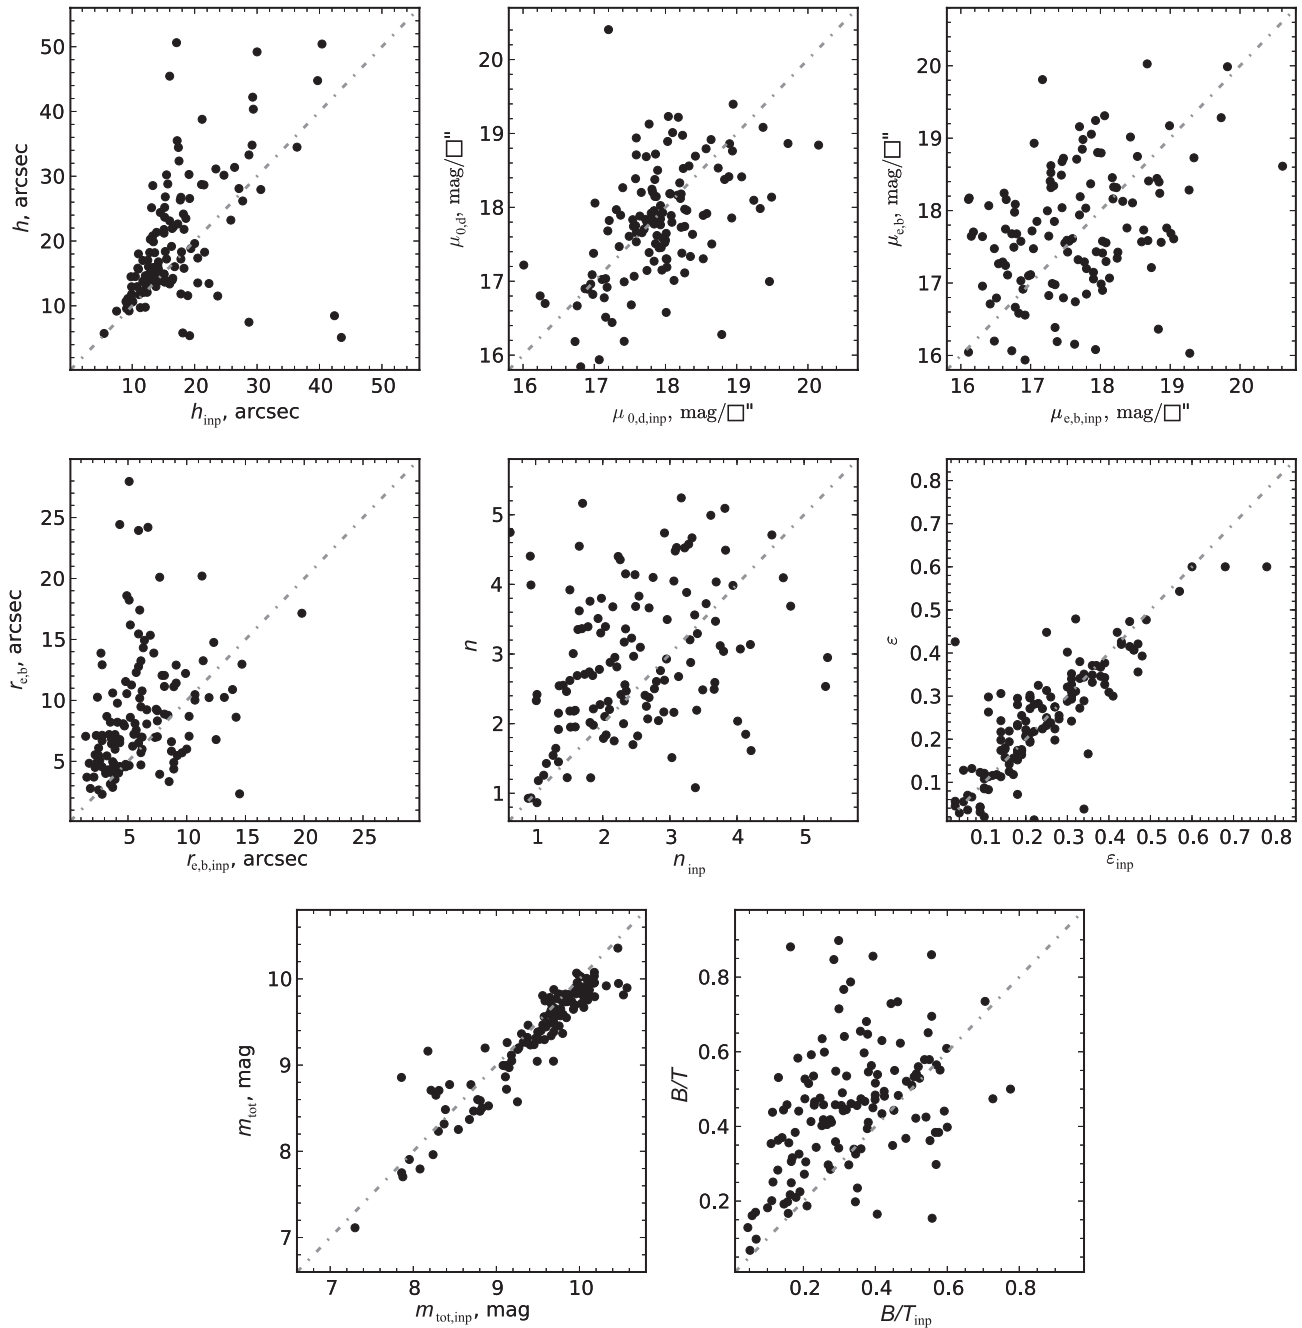 50
40
30
20
10
h, arcsec
10 20 30 40 50
h_inp, arcsec
20
19
18
17
16
μ_0,d, mag/□"
16 17 18 19 20
μ_0,d,inp, mag/□"
20
19
18
17
16
μ_e,b, mag/□"
16 17 18 19 20
μ_e,b,inp, mag/□"
25
20
15
10
5
r_e,b, arcsec
5 10 15 20 25
r_e,b,inp, arcsec
5
4
3
2
1
n
1 2 3 4 5
n_inp
0.8
0.7
0.6
0.5
0.4
0.3
0.2
0.1
ε
0.1 0.2 0.3 0.4 0.5 0.6 0.7 0.8
ε_inp
10
9
8
7
m_tot, mag
7 8 9 10
m_tot,inp, mag
0.8
0.6
0.4
0.2
B/T
0.2 0.4 0.6 0.8
B/T_inp